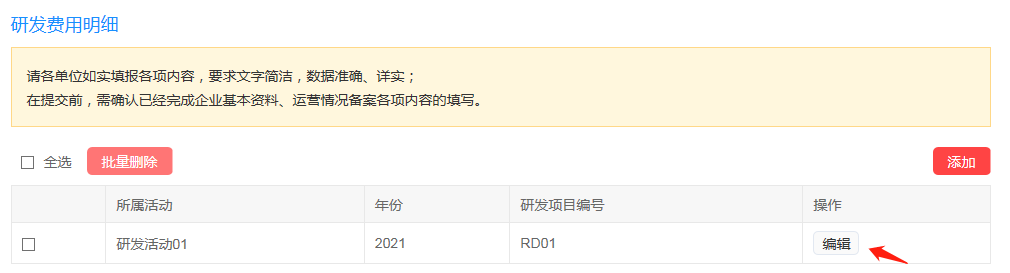 研发费用明细
请各单位如实填报各项内容，要求文字简洁，数据准确、详实；
在提交前，需确认已经完成企业基本资料、运营情况备案各项内容的填写。
全选 批量删除 添加
所属活动 年份 研发项目编号 操作
研发活动01 2021 RD01 编辑